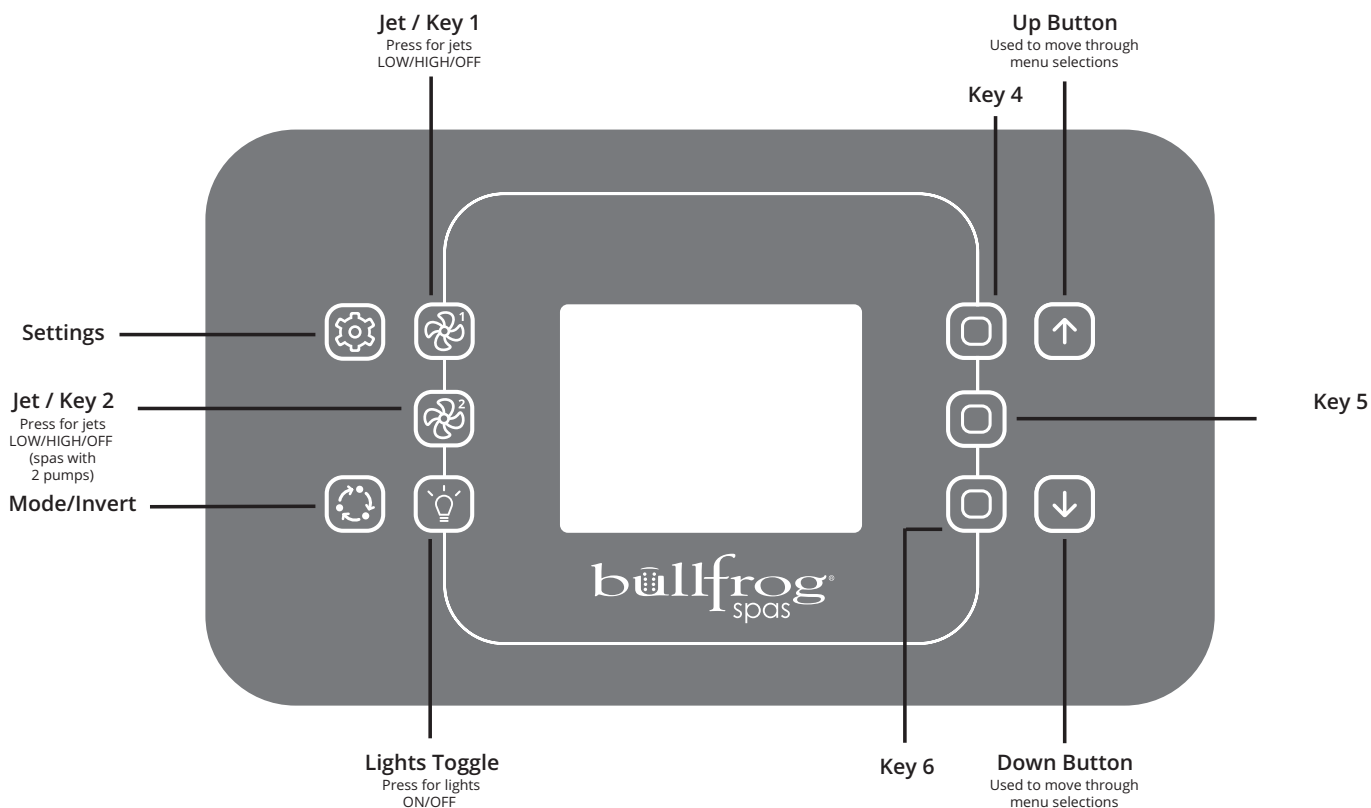 Jet / Key 1
Press for jets
LOW/HIGH/OFF
Up Button
Used to move through
menu selections
Key 4
Settings
1
Jet / Key 2
Press for jets
LOW/HIGH/OFF
(spas with
2 pumps)
2
Key 5
Mode/Invert
bullfrog®
spas
Lights Toggle
Press for lights
ON/OFF
Key 6
Down Button
Used to move through
menu selections